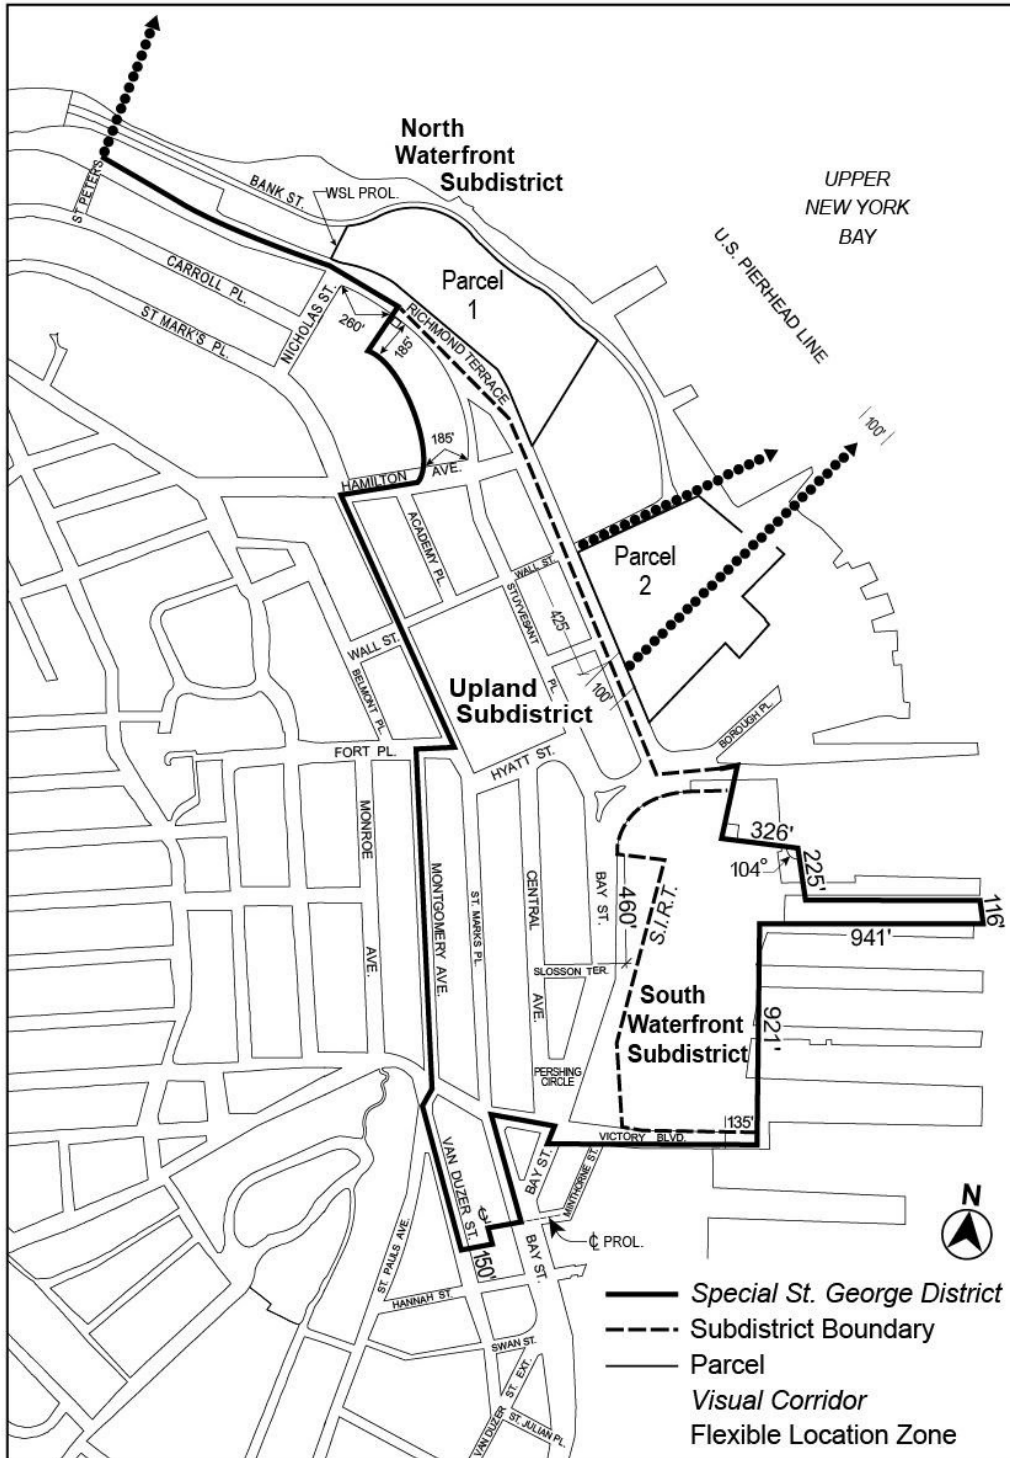 North
Waterfront
Subdistrict
UPPER
NEW YORK
BAY
U.S. PIERHEAD LINE
ST PETERS
BANK ST.
WSL PROL.
Parcel
1
CARROLL PL.
NICHOLAS ST.
ST MARK'S PL.
260'
185'
RICHMOND TERRACE
100'
185'
HAMILTON AVE.
ACADEMY PL.
WALL ST.
Parcel
2
STUYVESANT PL.
425'
100'
WALL ST.
BELMONT PL.
Upland
Subdistrict
BOROUGH PL.
FORT PL.
HYATT ST.
MONROE AVE.
MONTGOMERY AVE.
ST. MARKS PL.
CENTRAL AVE.
BAY ST.
460'
S.I.R.T.
326'
104°
225'
116'
941'
SLOSSON TER.
South
Waterfront
Subdistrict
921'
PERSHING
CIRCLE
135'
VICTORY BLVD.
VAN DUZER ST.
BAY ST.
MINTHORNE ST.
℄
℄ PROL.
N
150'
ST. PAULS AVE.
BAY ST.
HANNAH ST.
SWAN ST.
VAN DUZER ST. EXT.
ST. JULIAN PL.
Special St. George District
Subdistrict Boundary
Parcel
Visual Corridor
Flexible Location Zone